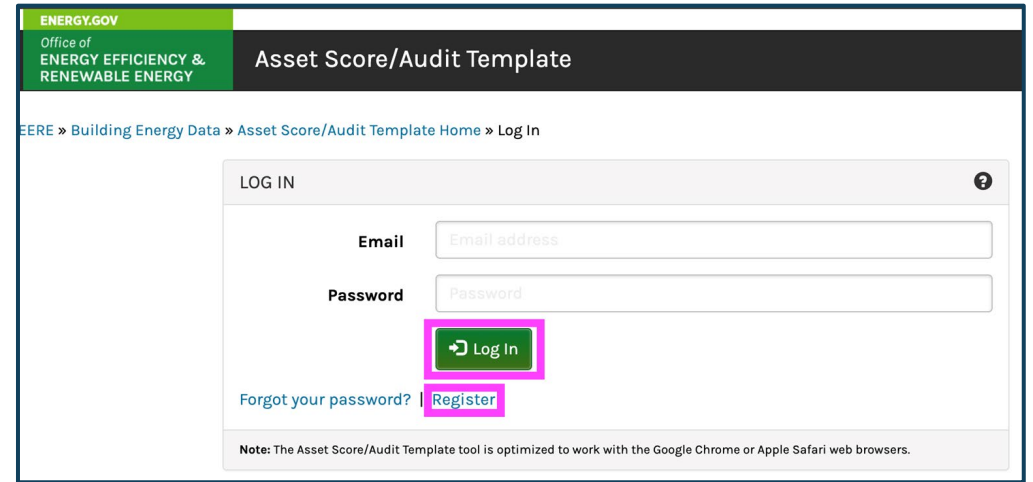 ENERGY.GOV
Office of
ENERGY EFFICIENCY &
RENEWABLE ENERGY
Asset Score/Audit Template
EERE » Building Energy Data » Asset Score/Audit Template Home » Log In
LOG IN
Email Email address
Password Password
Log In
Forgot your password? | Register
Note: The Asset Score/Audit Template tool is optimized to work with the Google Chrome or Apple Safari web browsers.